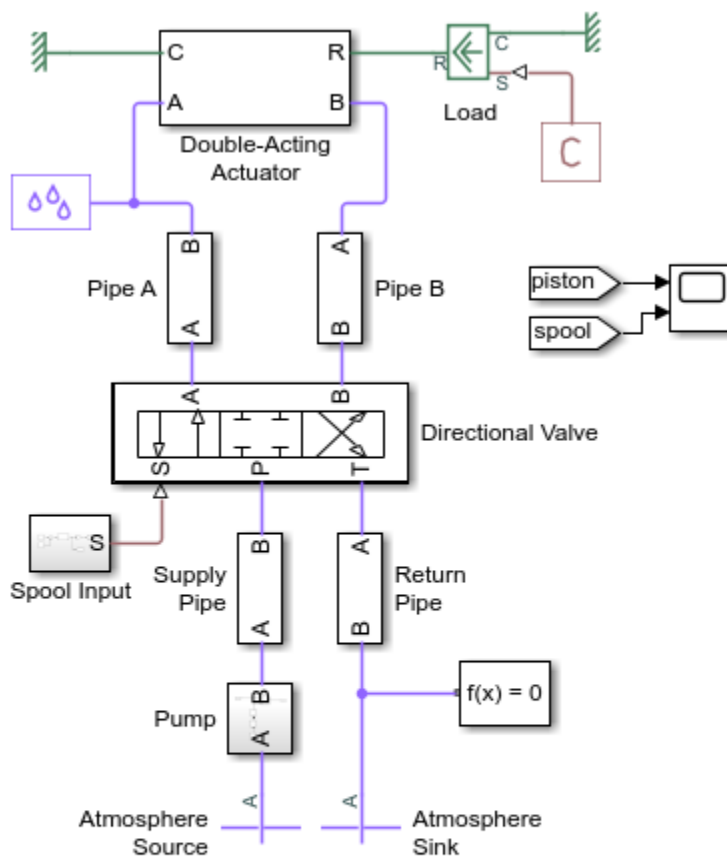 C
R
A
B
Double-Acting
Actuator
R
C
S
Load
C
B
A
Pipe A
A
Pipe B
B
piston
spool
A
B
Directional Valve
S
P
T
S
Spool Input
B
Supply
Pipe
A
A
Return
Pipe
B
B
Pump
A
f(x) = 0
A
Atmosphere
Source
A
Atmosphere
Sink